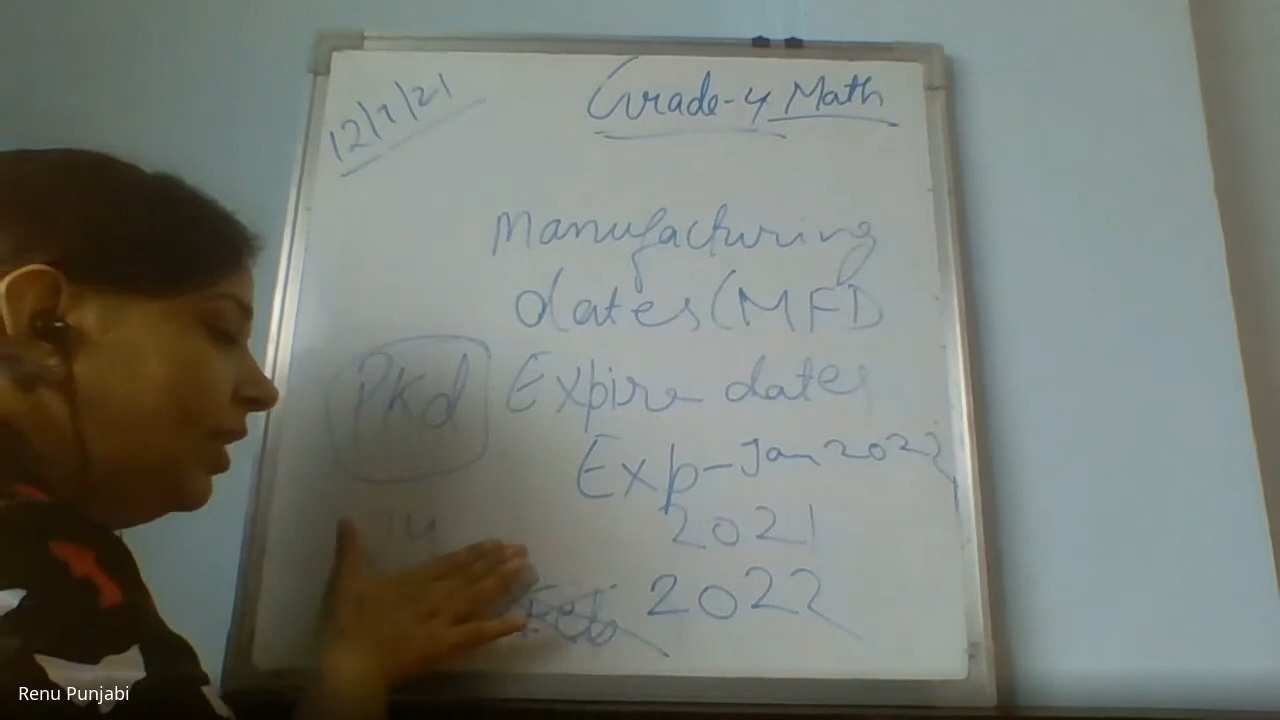 12/7/21
Grade-4 Math
Manufacturing
dates (MFD
Pkd
Expire dates
Exp-Jan 2022
2021
Feb 2022
Renu Punjabi